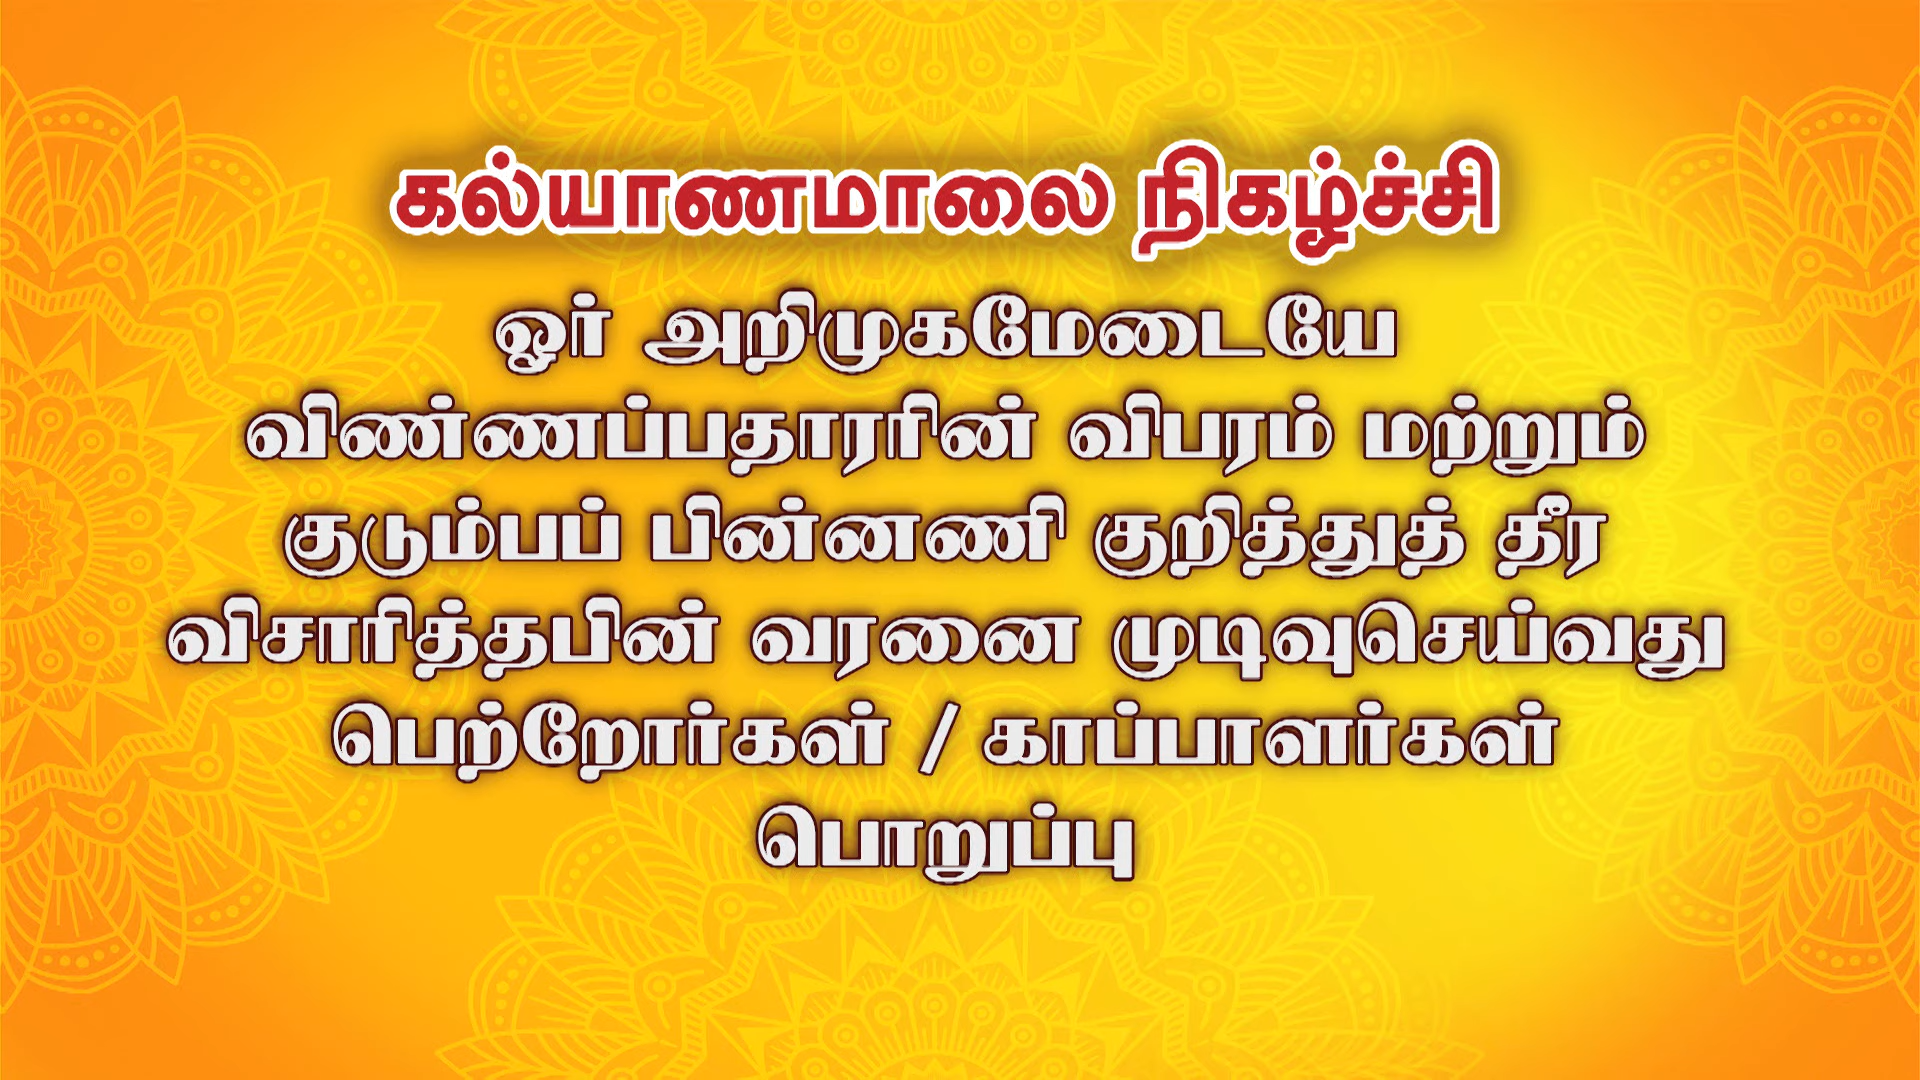 கல்யாணமாலை நிகழ்ச்சி
ஓர் அறிமுகமேடையே
விண்ணப்பதாரரின் விபரம் மற்றும்
குடும்பப் பின்னணி குறித்துத் தீர
விசாரித்தபின் வரனை முடிவுசெய்வது
பெற்றோர்கள் / காப்பாளர்கள்
பொறுப்பு